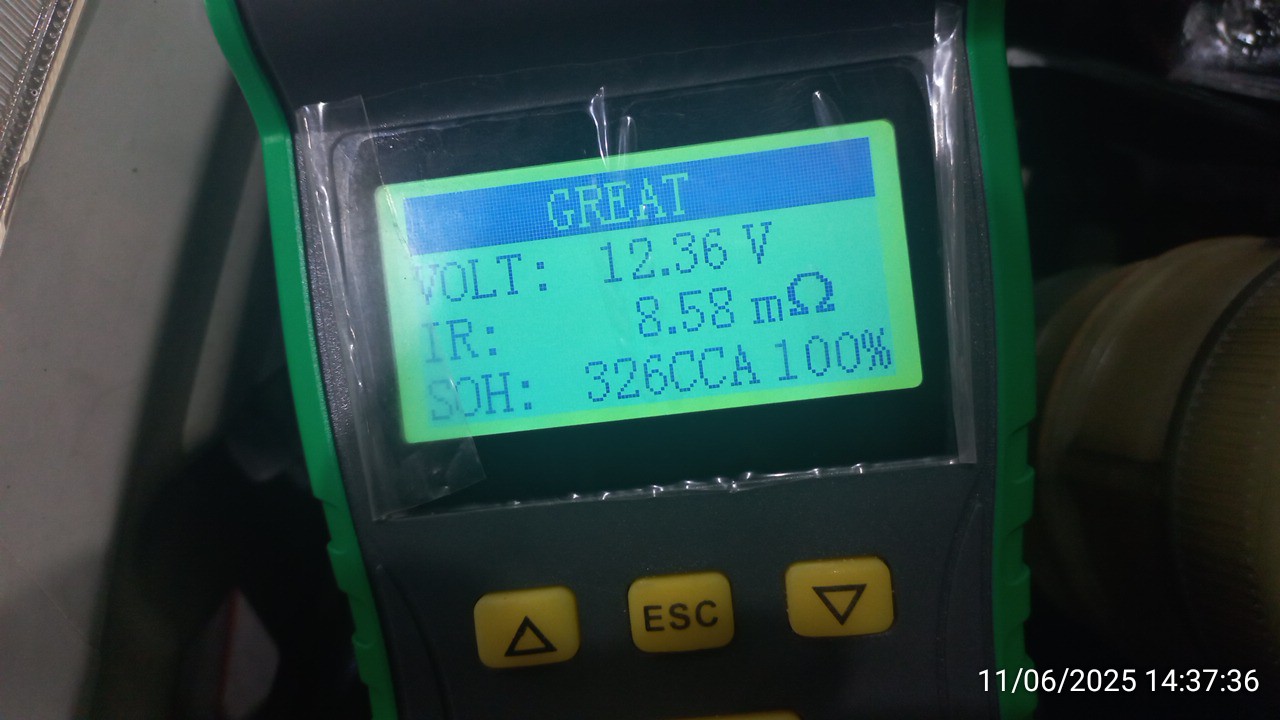 GREAT
VOLT: 12.36 V
IR: 8.58 mΩ
SOH: 326CCA 100%
ESC
11/06/2025 14:37:36